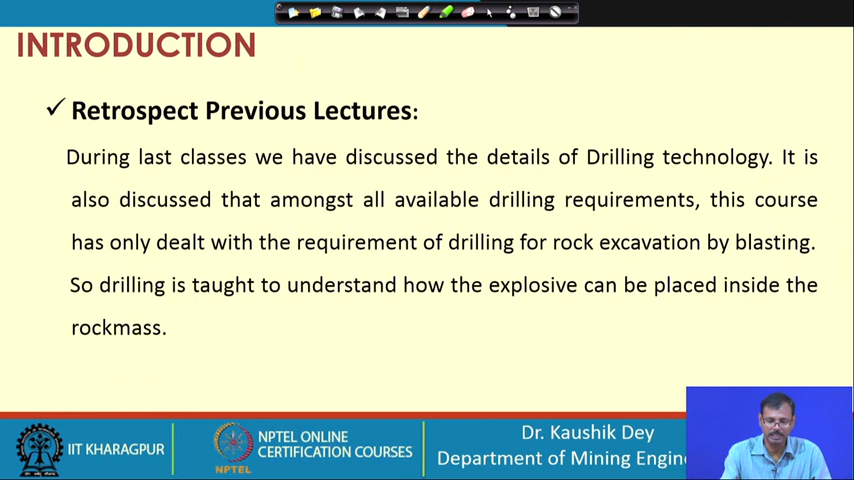 INTRODUCTION
✓ Retrospect Previous Lectures:
During last classes we have discussed the details of Drilling technology. It is
also discussed that amongst all available drilling requirements, this course
has only dealt with the requirement of drilling for rock excavation by blasting.
So drilling is taught to understand how the explosive can be placed inside the
rockmass.
IIT KHARAGPUR
NPTEL
NPTEL ONLINE
CERTIFICATION COURSES
Dr. Kaushik Dey
Department of Mining Engine